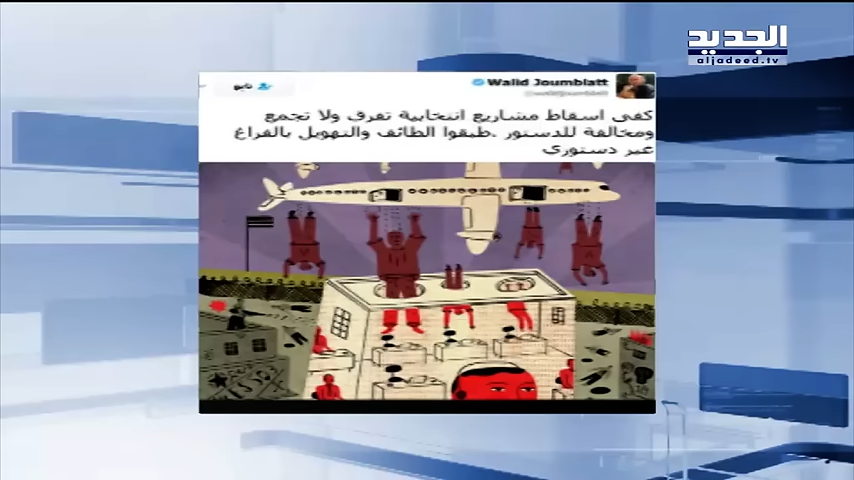 الجديد
aljadeed.tv
Walid Joumblatt
تابع
كفى اسقاط مشاريع انتخابية تفرق ولا تجمع
ومخالفة للدستور .طبقوا الطائف والتهويل بالفراغ
غير دستوري